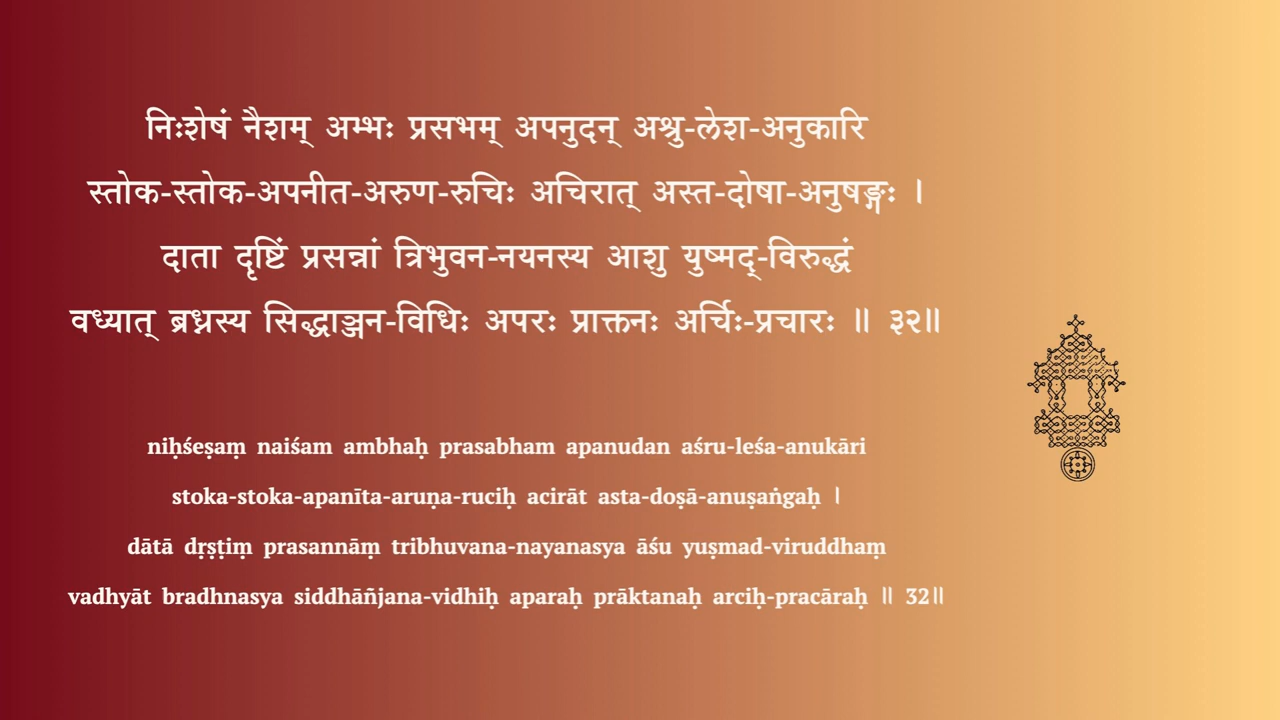 निःशेषं नैशम् अम्भः प्रसभम् अपनुदन् अश्रु-लेश-अनुकारि
स्तोक-स्तोक-अपनीत-अरुण-रुचिः अचिरात् अस्त-दोषा-अनुषङ्गः ।
दाता दृष्टिं प्रसन्नां त्रिभुवन-नयनस्य आशु युष्मद्-विरुद्धं
वध्यात् ब्रध्नस्य सिद्धाञ्जन-विधिः अपरः प्राक्तनः अर्चिः-प्रचारः ॥ ३२॥
niḥśeṣaṃ naiśam ambhaḥ prasabham apanudan aśru-leśa-anukāri
stoka-stoka-apanīta-aruṇa-ruciḥ acirāt asta-doṣā-anuṣaṅgaḥ ।
dātā dṛṣṭiṃ prasannāṃ tribhuvana-nayanasya āśu yuṣmad-viruddhaṃ
vadhyāt bradhnasya siddhāñjana-vidhiḥ aparaḥ prāktanaḥ arciḥ-pracāraḥ ॥ 32॥